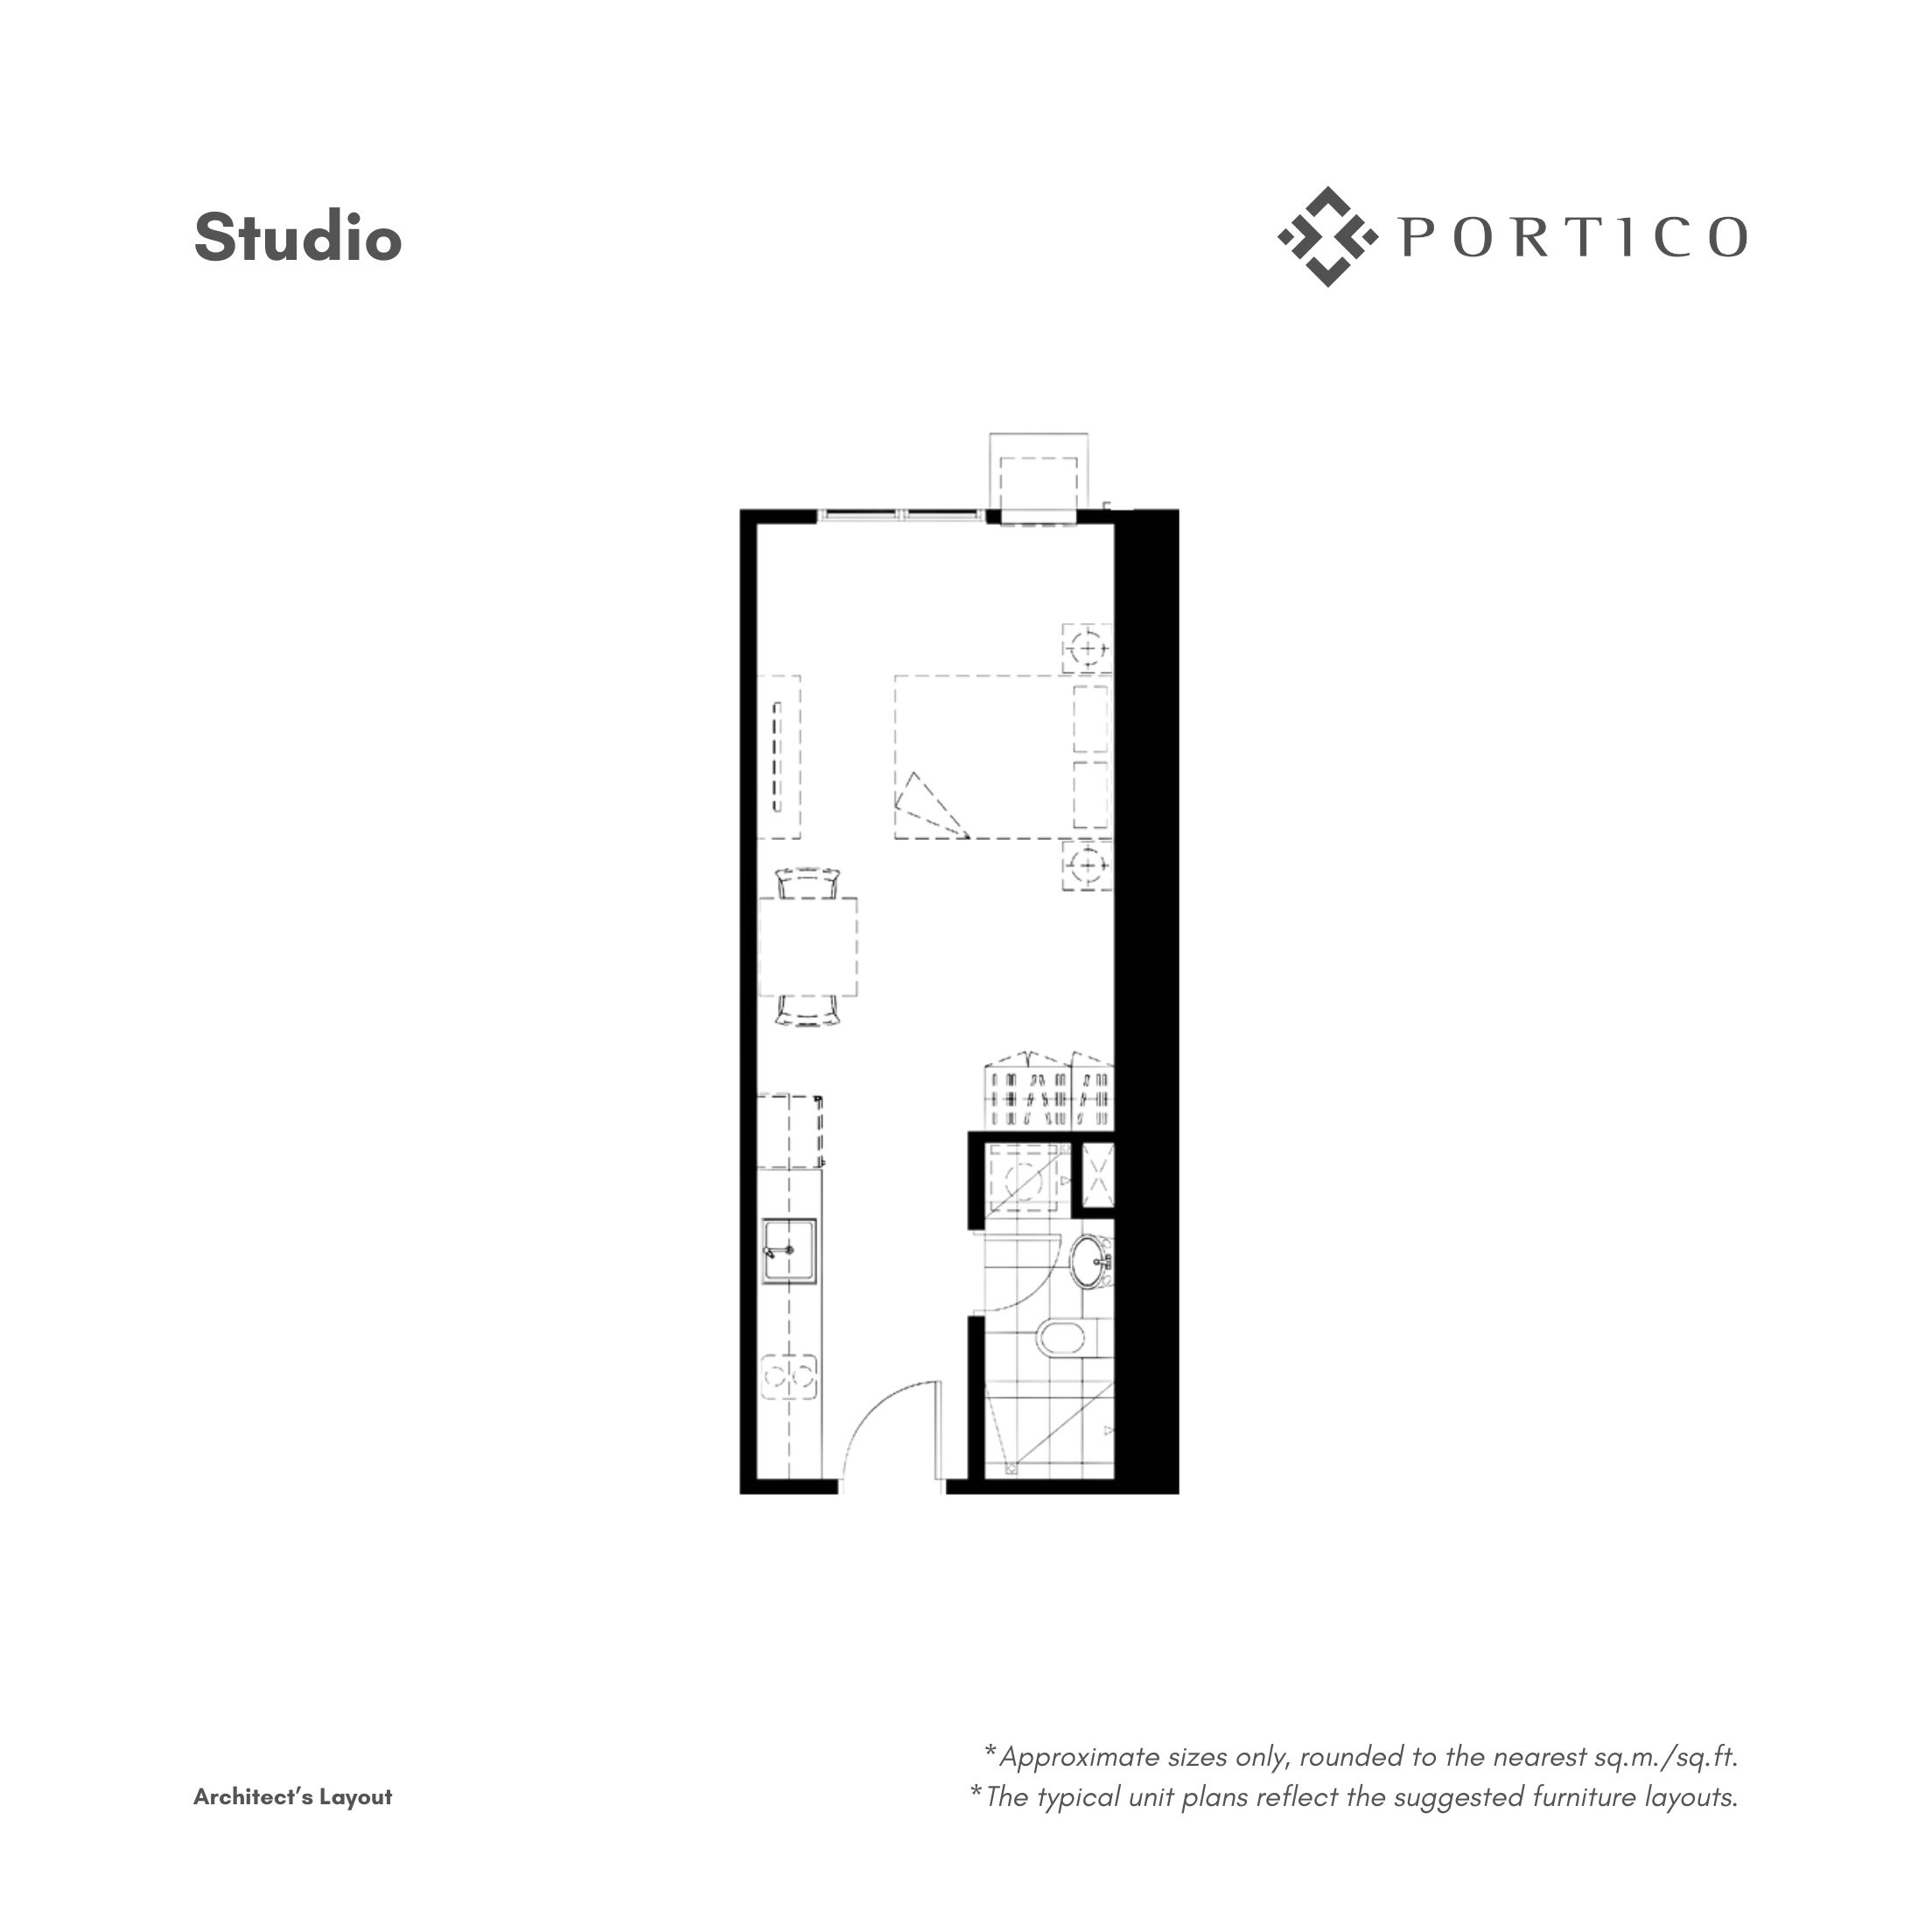 Studio
PORTICO
*Approximate sizes only, rounded to the nearest sq.m./sq.ft.
Architect’s Layout
*The typical unit plans reflect the suggested furniture layouts.